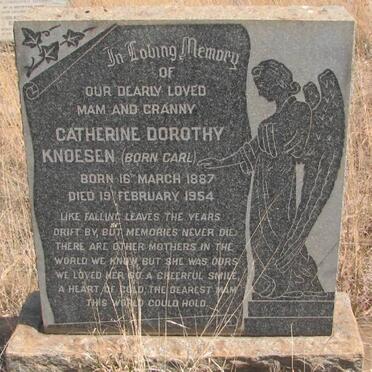 In Loving Memory
OF
OUR DEARLY LOVED
MAM AND GRANNY
CATHERINE DOROTHY
KNOESEN (BORN CARL)
BORN 16TH MARCH 1887
DIED 19TH FEBRUARY 1954
LIKE FALLING LEAVES THE YEARS
DRIFT BY, BUT MEMORIES NEVER DIE.
THERE ARE OTHER MOTHERS IN THE
WORLD WE KNOW, BUT SHE WAS OURS
WE LOVED HER SO. A CHEERFUL SMILE,
A HEART OF GOLD, THE DEAREST MAM
THIS WORLD COULD HOLD.